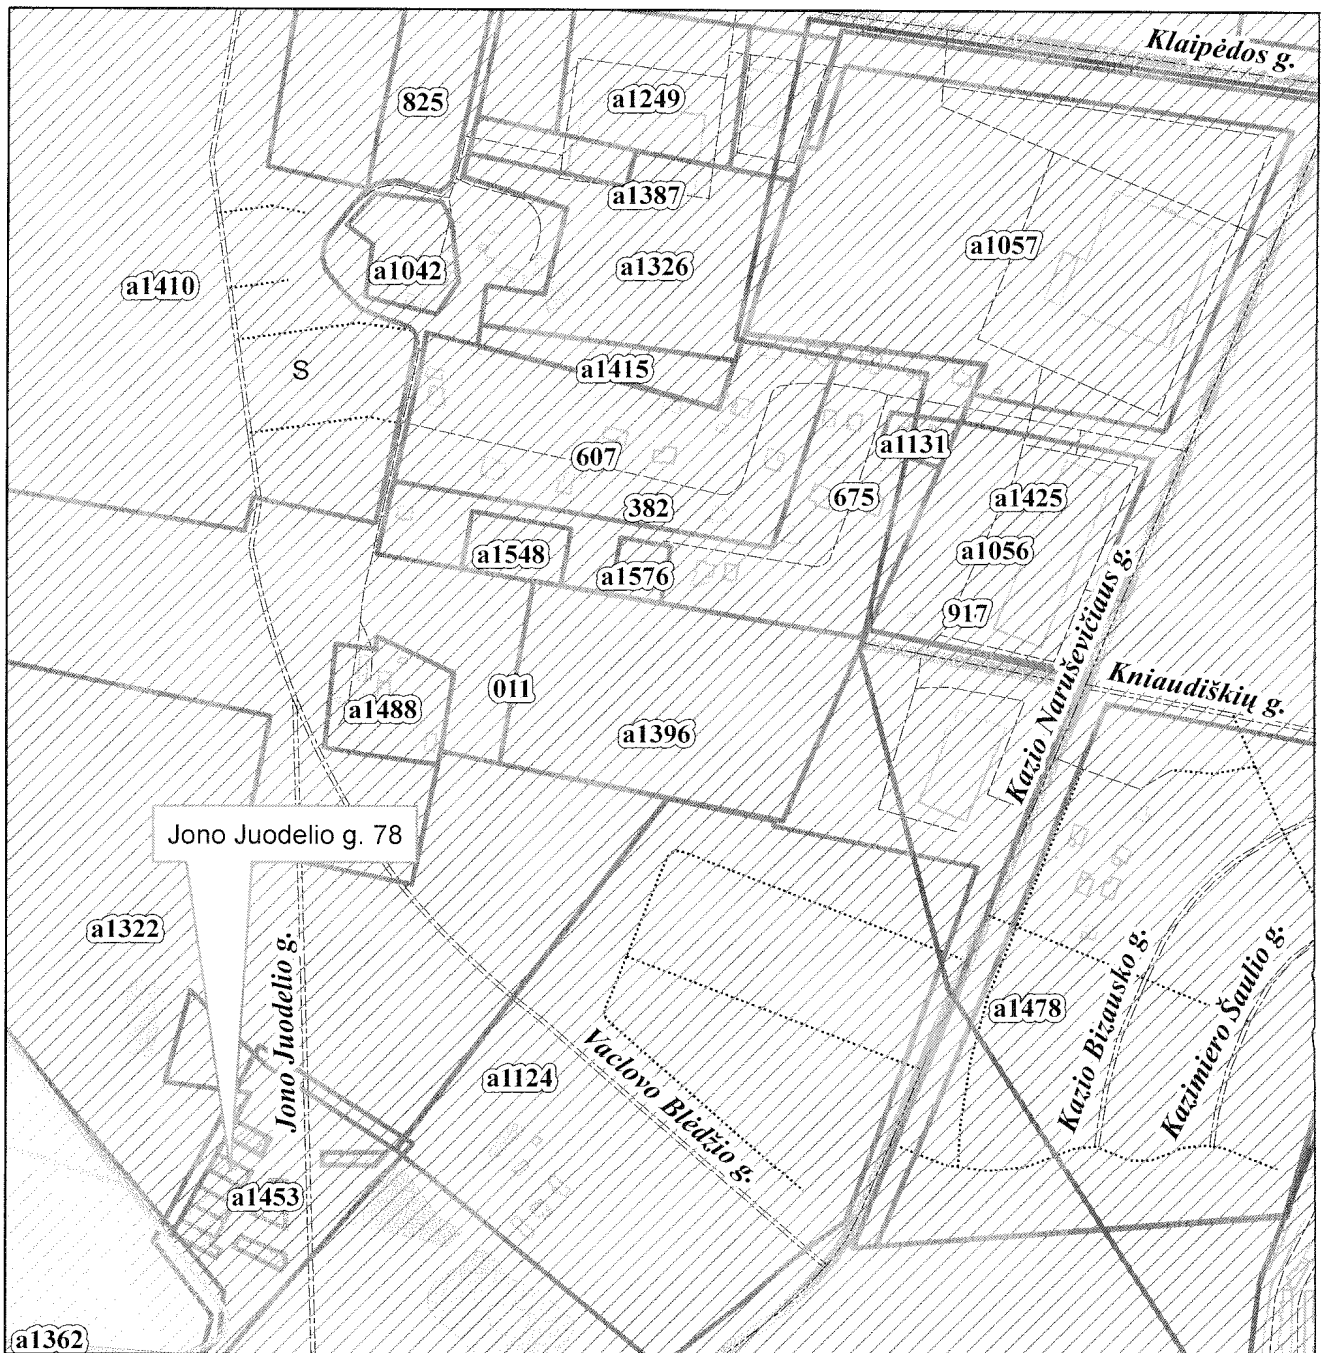 Klaipėdos g.
825
a1249
a1387
a1057
a1042
a1326
a1410
a1415
S
a1131
607
675
a1425
382
a1548
a1056
a1576
917
Kazio Naruševičiaus g.
Kniaudiškių g.
011
a1488
a1396
Jono Juodelio g. 78
a1322
Jono Juodelio g.
a1478
Kazio Bizausko g.
Kazimiero Šaulio g.
a1124
Vaclovo Blėdžio g.
a1453
a1362